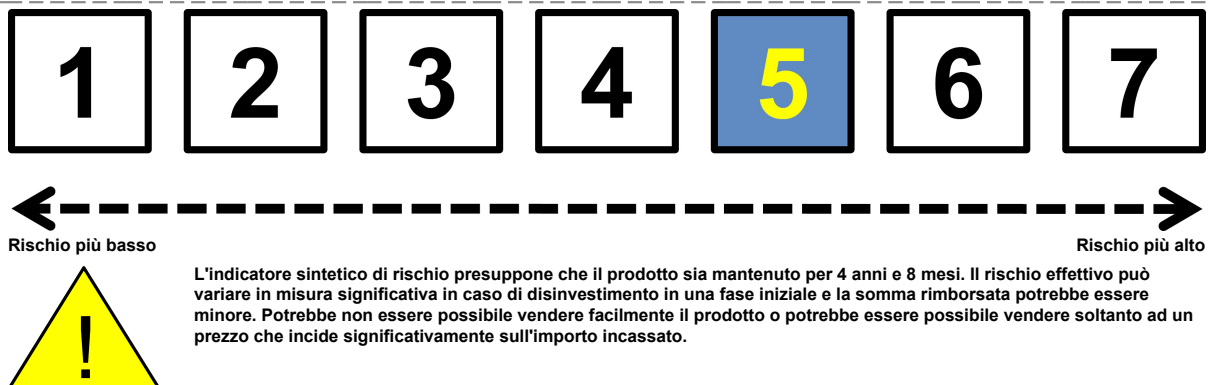 1 2 3 4 5 6 7
Rischio più basso Rischio più alto
L'indicatore sintetico di rischio presuppone che il prodotto sia mantenuto per 4 anni e 8 mesi. Il rischio effettivo può
variare in misura significativa in caso di disinvestimento in una fase iniziale e la somma rimborsata potrebbe essere
minore. Potrebbe non essere possibile vendere facilmente il prodotto o potrebbe essere possibile vendere soltanto ad un
prezzo che incide significativamente sull'importo incassato.
!